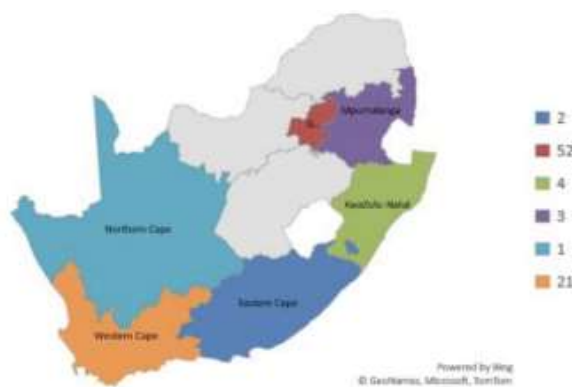 Mpumalanga
G...
KwaZulu-Natal
Northern Cape
Eastern Cape
Western Cape
2
52
4
3
1
21
Powered by Bing
© GeoNames, Microsoft, TomTom